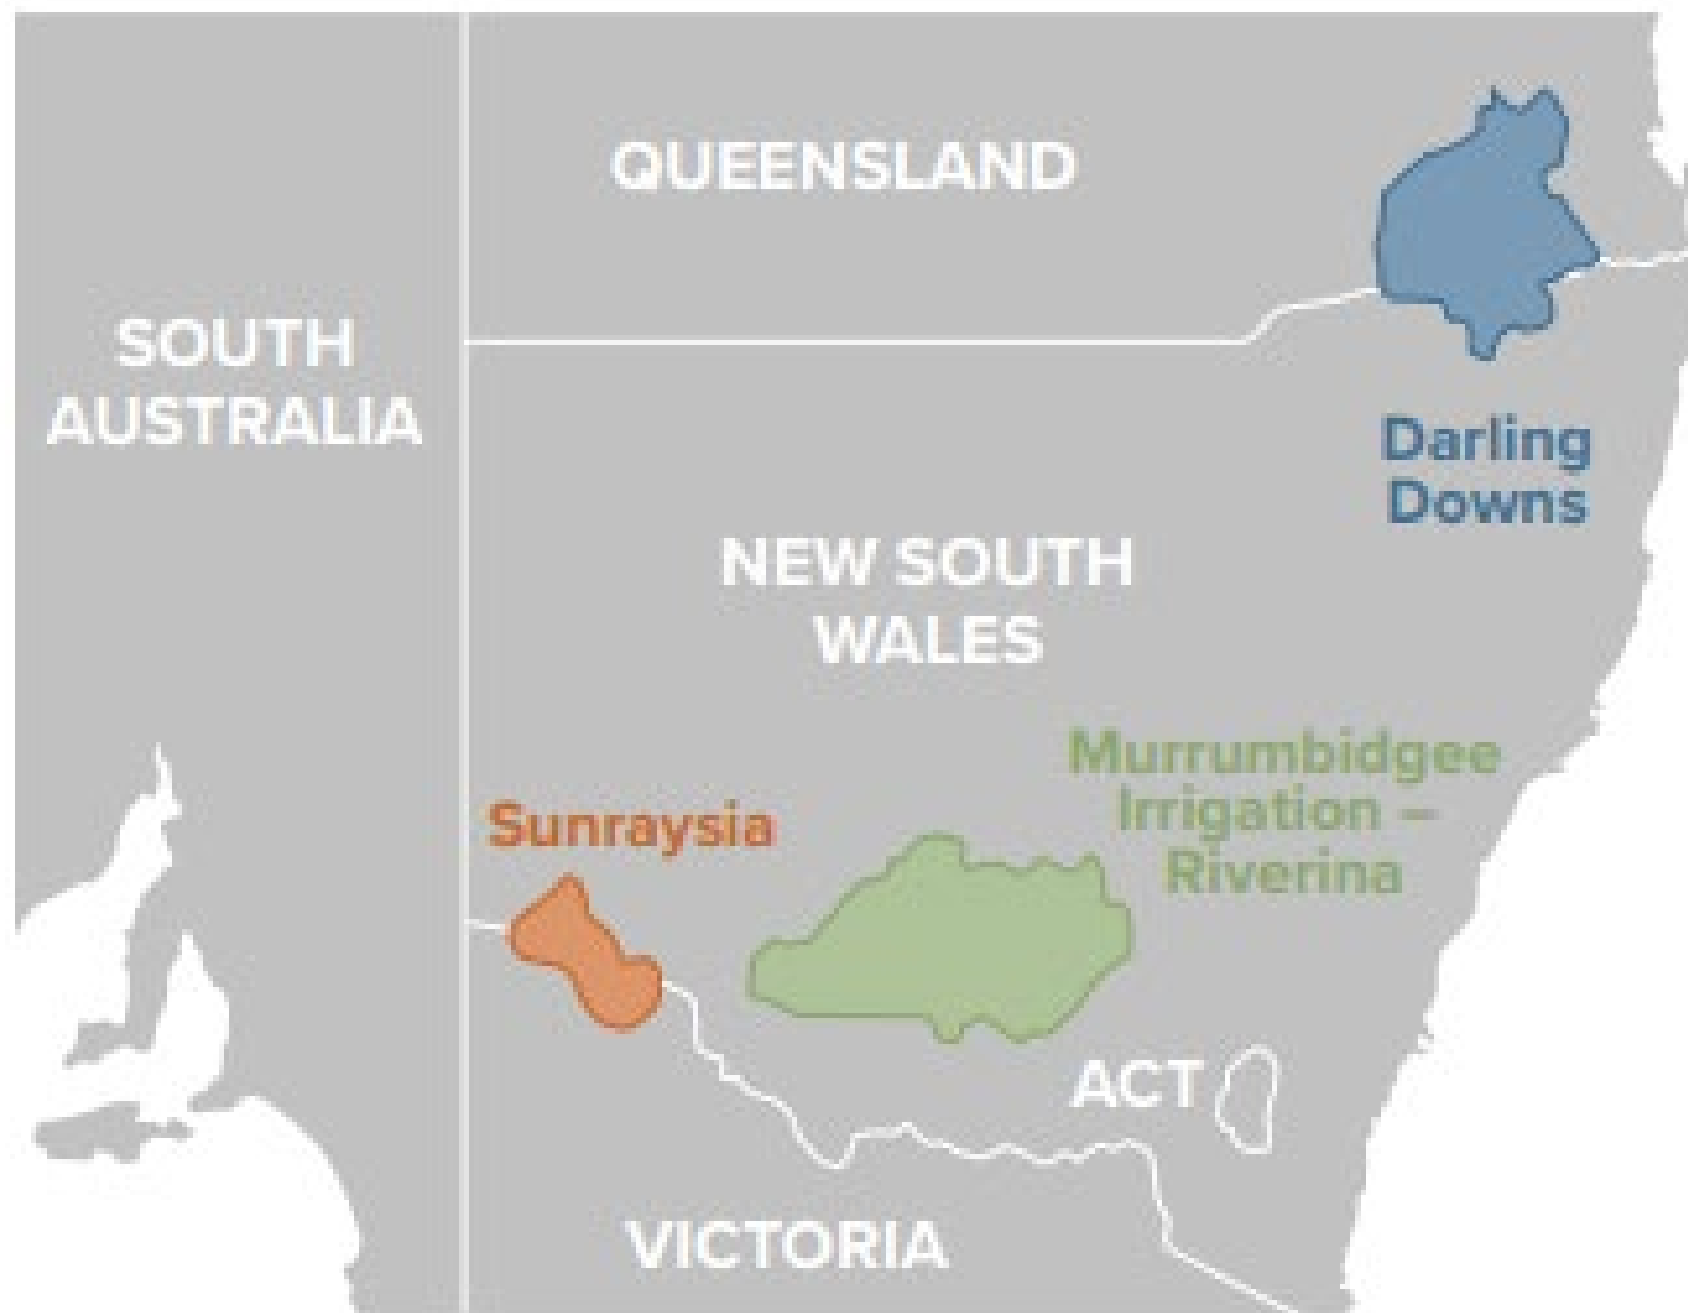 QUEENSLAND
SOUTH
AUSTRALIA
Darling
Downs
NEW SOUTH
WALES
Murrumbidgee
Irrigation –
Riverina
Sunraysia
ACT
VICTORIA